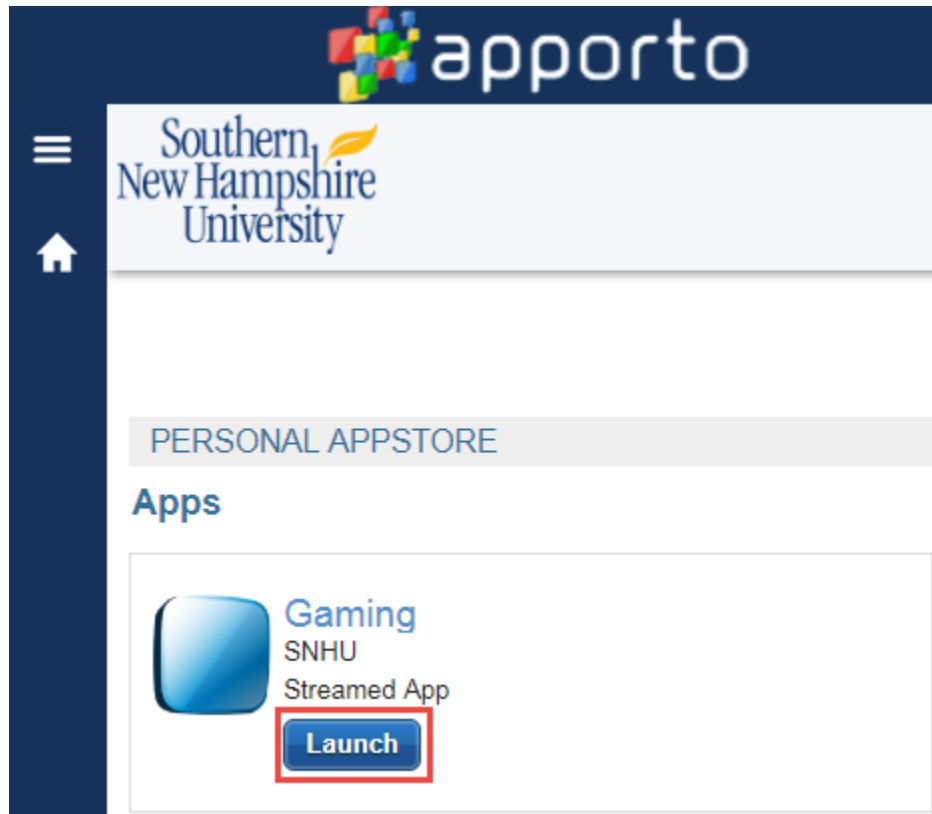 apporto
Southern
New Hampshire
University
PERSONAL APPSTORE
Apps
Gaming
SNHU
Streamed App
Launch